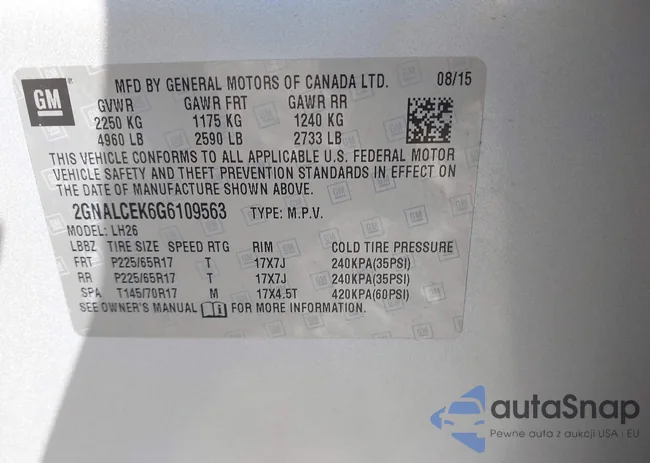 GM
MFD BY GENERAL MOTORS OF CANADA LTD. 08/15
GVWR GAWR FRT GAWR RR
2250 KG 1175 KG 1240 KG
4960 LB 2590 LB 2733 LB
THIS VEHICLE CONFORMS TO ALL APPLICABLE U.S. FEDERAL MOTOR
VEHICLE SAFETY AND THEFT PREVENTION STANDARDS IN EFFECT ON
THE DATE OF MANUFACTURE SHOWN ABOVE.
2GNALCEK6G6109563 TYPE: M.P.V.
MODEL: LH26
LBBZ TIRE SIZE SPEED RTG RIM COLD TIRE PRESSURE
FRT P225/65R17 T 17X7J 240KPA(35PSI)
RR P225/65R17 T 17X7J 240KPA(35PSI)
SPA T145/70R17 M 17X4.5T 420KPA(60PSI)
SEE OWNER'S MANUAL FOR MORE INFORMATION.
autaSnap
Pewne auta z aukcji USA i EU